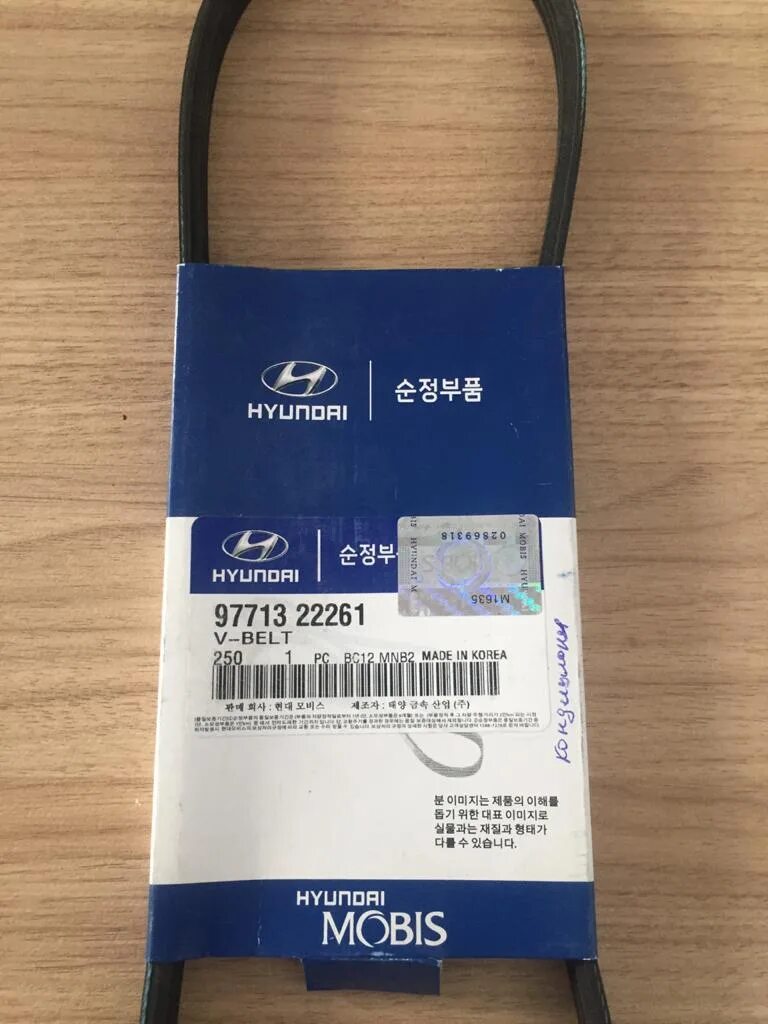 HYUNDAI 순정부품
HYUNDAI 순정부
02869318
HYUNDAI MOBIS
M1635
97713 22261
V-BELT
250 1 PC BC12 MNB2 MADE IN KOREA
판매 회사 : 현대 모비스 제조자 : 태양 금속 산업 (주)
кондиционер
분 이미지는 제품의 이해를
돕기 위한 대표 이미지로
실물과는 재질과 형태가
다를 수 있습니다.
HYUNDAI
MOBIS